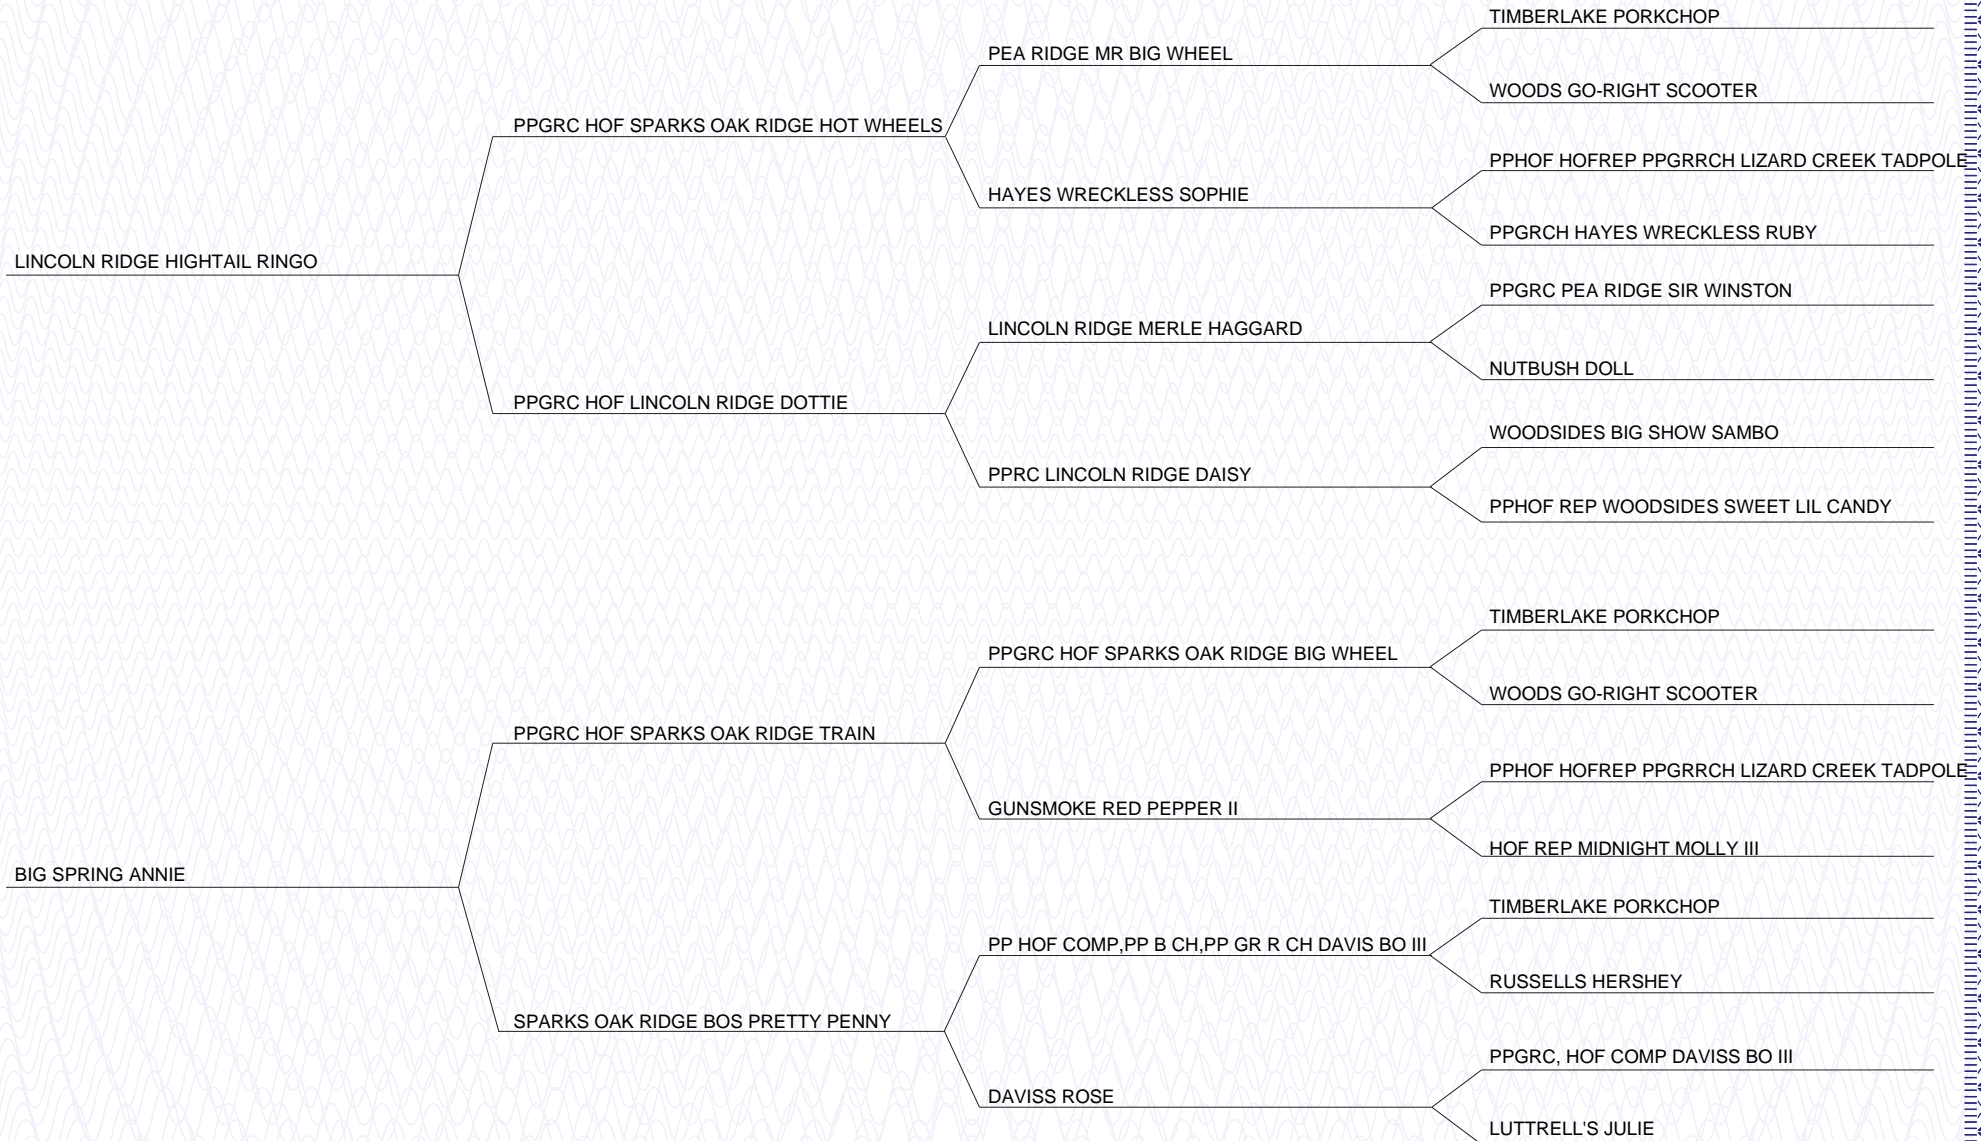 TIMBERLAKE PORKCHOP
PEA RIDGE MR BIG WHEEL
WOODS GO-RIGHT SCOOTER
PPGRC HOF SPARKS OAK RIDGE HOT WHEELS
PPHOF HOFREP PPGRRCH LIZARD CREEK TADPOLE
HAYES WRECKLESS SOPHIE
PPGRCH HAYES WRECKLESS RUBY
LINCOLN RIDGE HIGHTAIL RINGO
PPGRC PEA RIDGE SIR WINSTON
LINCOLN RIDGE MERLE HAGGARD
NUTBUSH DOLL
PPGRC HOF LINCOLN RIDGE DOTTIE
WOODSIDES BIG SHOW SAMBO
PPRC LINCOLN RIDGE DAISY
PPHOF REP WOODSIDES SWEET LIL CANDY
TIMBERLAKE PORKCHOP
PPGRC HOF SPARKS OAK RIDGE BIG WHEEL
WOODS GO-RIGHT SCOOTER
PPGRC HOF SPARKS OAK RIDGE TRAIN
PPHOF HOFREP PPGRRCH LIZARD CREEK TADPOLE
GUNSMOKE RED PEPPER II
HOF REP MIDNIGHT MOLLY III
BIG SPRING ANNIE
TIMBERLAKE PORKCHOP
PP HOF COMP,PP B CH,PP GR R CH DAVIS BO III
RUSSELLS HERSHEY
SPARKS OAK RIDGE BOS PRETTY PENNY
PPGRC, HOF COMP DAVISS BO III
DAVISS ROSE
LUTTRELL'S JULIE